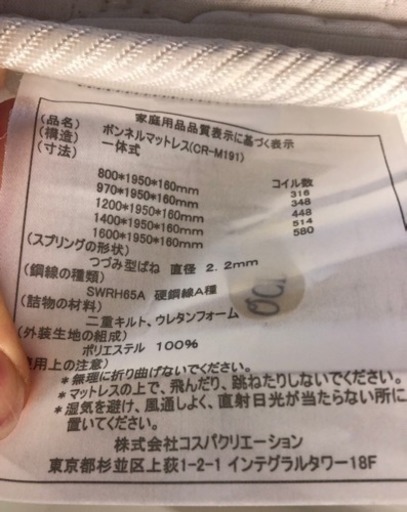 家庭用品品質表示に基づく表示
(品名) ボンネルマットレス(CR-M191)
(構造) 一体式
(寸法)
コイル数
800*1950*160mm 316
970*1950*160mm 348
1200*1950*160mm 448
1400*1950*160mm 514
1600*1950*160mm 580
(スプリングの形状)
つづみ型ばね 直径 2.2mm
(鋼線の種類)
SWRH65A 硬鋼線A種
(詰物の材料)
二重キルト、ウレタンフォーム
(外装生地の組成)
ポリエステル 100%
用上の注意)
*無理に折り曲げないでください。
*マットレスの上で、飛んだり、跳ねたりしないでください。
*湿気を避け、風通しよく、直射日光が当たらない所に
置いてください。
株式会社コスパクリエーション
東京都杉並区上荻1-2-1 インテグラルタワー18F